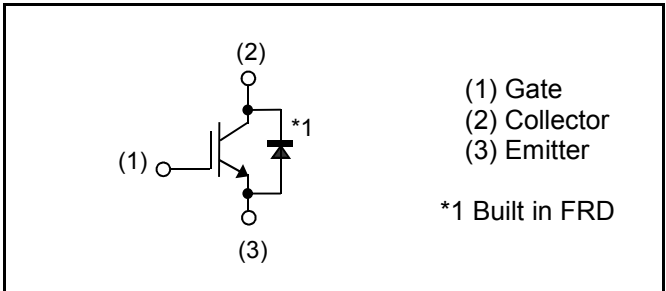 (2)
*1
(1)
(3)
(1) Gate
(2) Collector
(3) Emitter
*1 Built in FRD